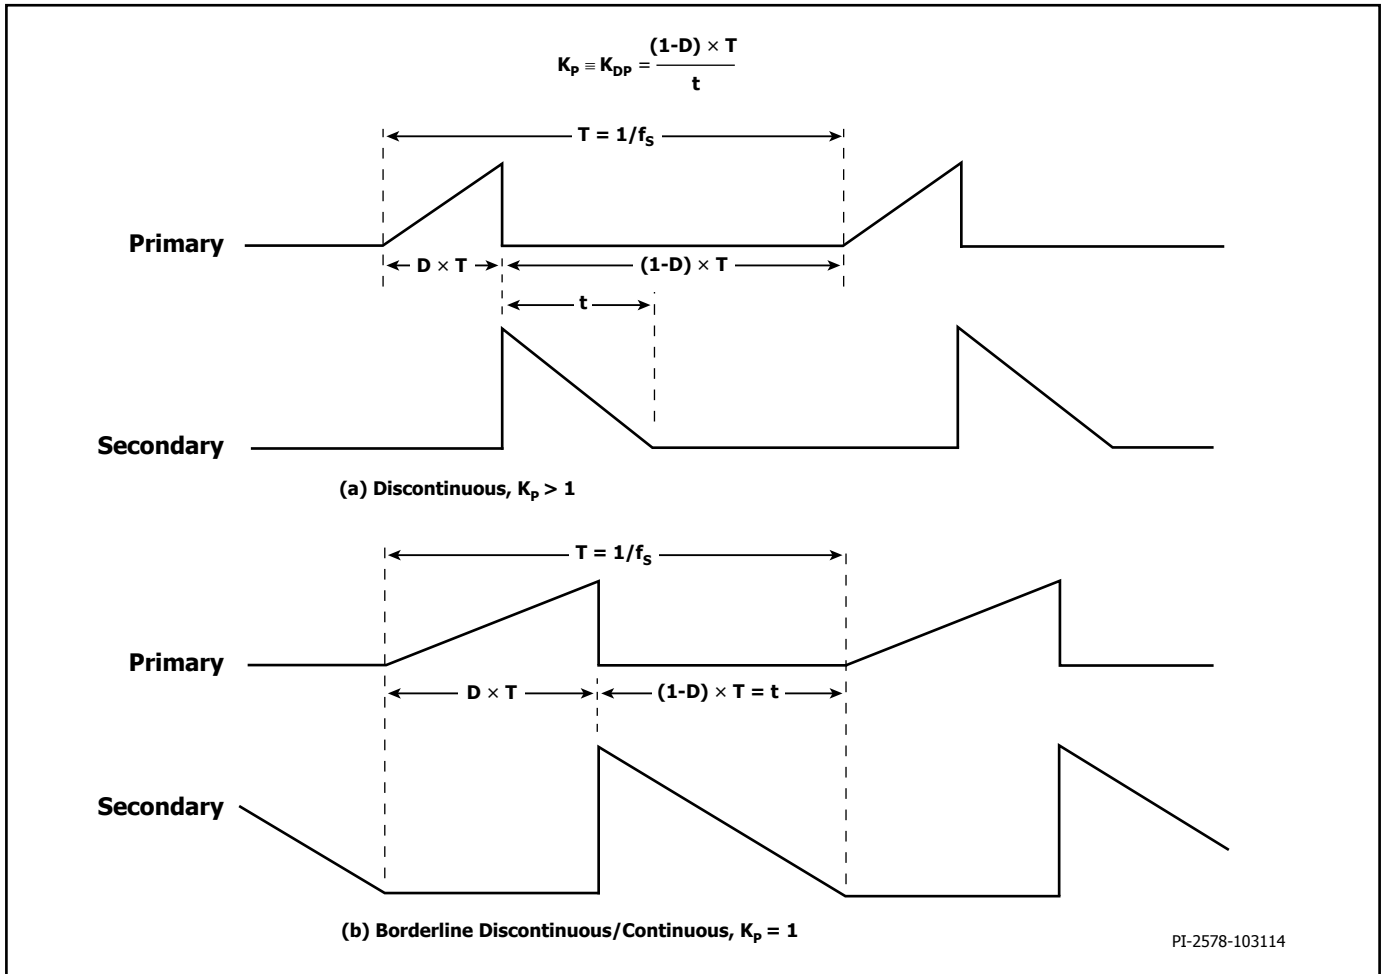 (1-D) × T
K_P ≡ K_DP =
t
T = 1/f_S
Primary
D × T
(1-D) × T
t
Secondary
(a) Discontinuous, K_P > 1
T = 1/f_S
Primary
D × T
(1-D) × T = t
Secondary
(b) Borderline Discontinuous/Continuous, K_P = 1
PI-2578-103114